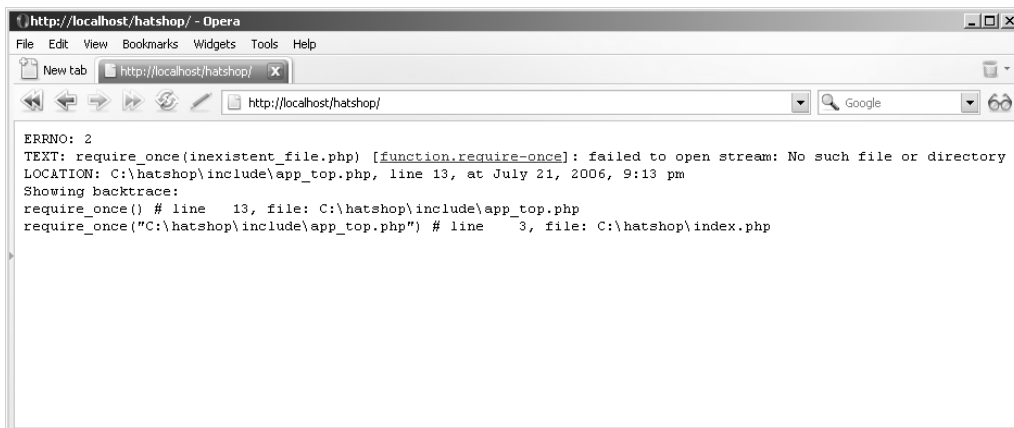 http://localhost/hatshop/ - Opera
File Edit View Bookmarks Widgets Tools Help
New tab http://localhost/hatshop/
http://localhost/hatshop/ Google
ERRNO: 2
TEXT: require_once(inexistent_file.php) [function.require-once]: failed to open stream: No such file or directory
LOCATION: C:\hatshop\include\app_top.php, line 13, at July 21, 2006, 9:13 pm
Showing backtrace:
require_once() # line   13, file: C:\hatshop\include\app_top.php
require_once("C:\hatshop\include\app_top.php") # line    3, file: C:\hatshop\index.php